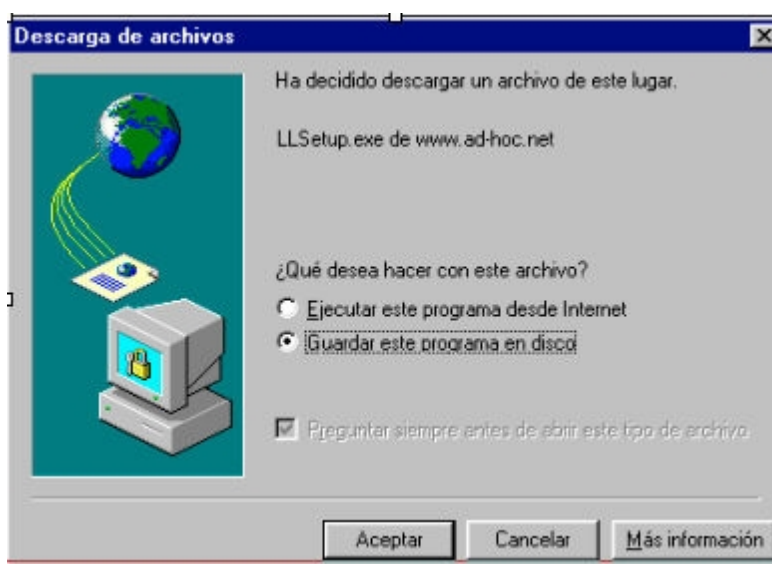 Descarga de archivos
Ha decidido descargar un archivo de este lugar.
LLSetup.exe de www.ad-hoc.net
¿Qué desea hacer con este archivo?
Ejecutar este programa desde Internet
Guardar este programa en disco
Preguntar siempre antes de abrir este tipo de archivo
Aceptar Cancelar Más información